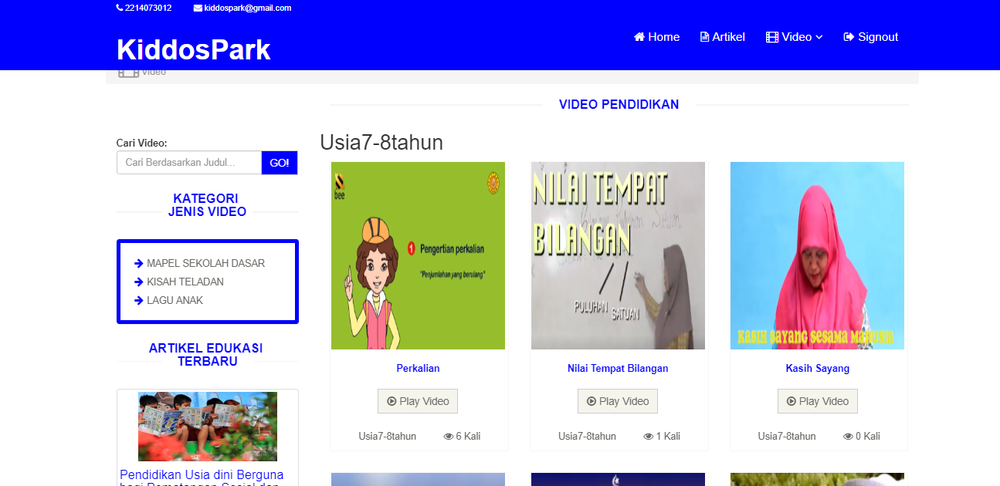 2214073012
kiddospark@gmail.com
KiddosPark
Home
Artikel
Video
Signout
Video
VIDEO PENDIDIKAN
Cari Video:
Cari Berdasarkan Judul...
GO!
KATEGORI
JENIS VIDEO
MAPEL SEKOLAH DASAR
KISAH TELADAN
LAGU ANAK
ARTIKEL EDUKASI
TERBARU
Pendidikan Usia dini Berguna
bagi Pematangan Sosial dan
Usia7-8tahun
bee
1 Pengertian perkalian
"Penjumlahan yang berulang"
Perkalian
Play Video
Usia7-8tahun
6 Kali
NILAI TEMPAT
BILANGAN
PULUHAN
SATUAN
Nilai Tempat Bilangan
Play Video
Usia7-8tahun
1 Kali
KASIH SAYANG SESAMA MANUSIA
Kasih Sayang
Play Video
Usia7-8tahun
0 Kali